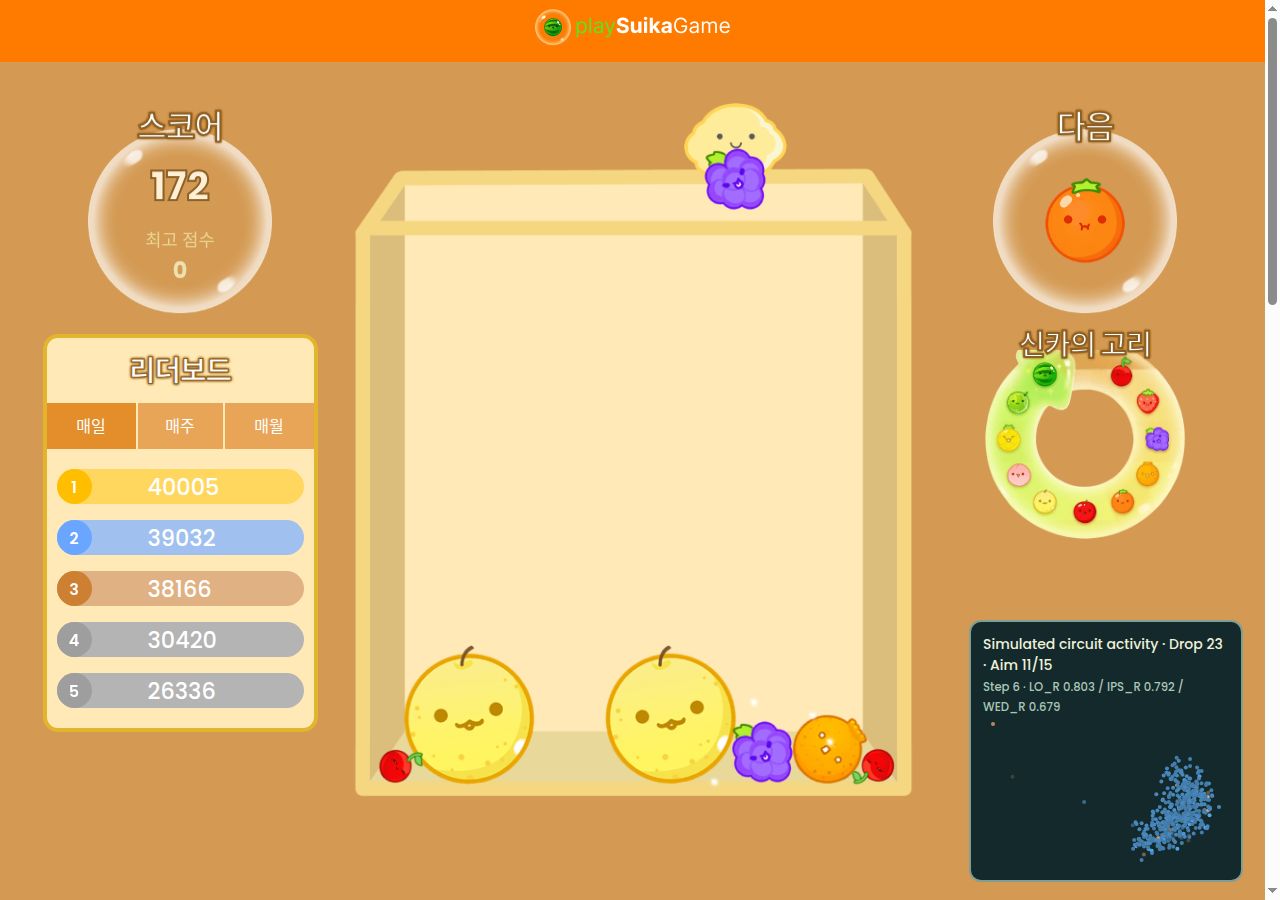 playSuikaGame
스코어
172
최고 점수
0
리더보드
매일 매주 매월
1 40005
2 39032
3 38166
4 30420
5 26336
다음
신카의 고리
Simulated circuit activity · Drop 23
· Aim 11/15
Step 6 · LO_R 0.803 / IPS_R 0.792 /
WED_R 0.679